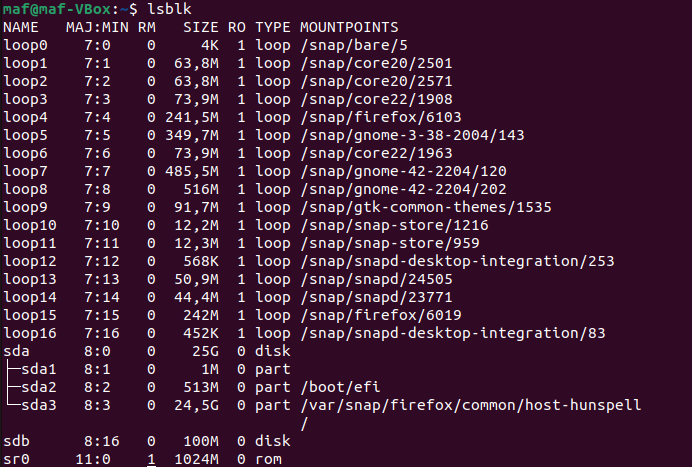 maf@maf-VBox:~$ lsblk
NAME   MAJ:MIN RM   SIZE RO TYPE MOUNTPOINTS
loop0    7:0    0     4K  1 loop /snap/bare/5
loop1    7:1    0  63,8M  1 loop /snap/core20/2501
loop2    7:2    0  63,8M  1 loop /snap/core20/2571
loop3    7:3    0  73,9M  1 loop /snap/core22/1908
loop4    7:4    0 241,5M  1 loop /snap/firefox/6103
loop5    7:5    0 349,7M  1 loop /snap/gnome-3-38-2004/143
loop6    7:6    0  73,9M  1 loop /snap/core22/1963
loop7    7:7    0 485,5M  1 loop /snap/gnome-42-2204/120
loop8    7:8    0   516M  1 loop /snap/gnome-42-2204/202
loop9    7:9    0  91,7M  1 loop /snap/gtk-common-themes/1535
loop10   7:10   0  12,2M  1 loop /snap/snap-store/1216
loop11   7:11   0  12,3M  1 loop /snap/snap-store/959
loop12   7:12   0   568K  1 loop /snap/snapd-desktop-integration/253
loop13   7:13   0  50,9M  1 loop /snap/snapd/24505
loop14   7:14   0  44,4M  1 loop /snap/snapd/23771
loop15   7:15   0   242M  1 loop /snap/firefox/6019
loop16   7:16   0   452K  1 loop /snap/snapd-desktop-integration/83
sda      8:0    0    25G  0 disk
├─sda1   8:1    0     1M  0 part
├─sda2   8:2    0   513M  0 part /boot/efi
└─sda3   8:3    0  24,5G  0 part /var/snap/firefox/common/host-hunspell
                                 /
sdb      8:16   0   100M  0 disk
sr0     11:0    1  1024M  0 rom